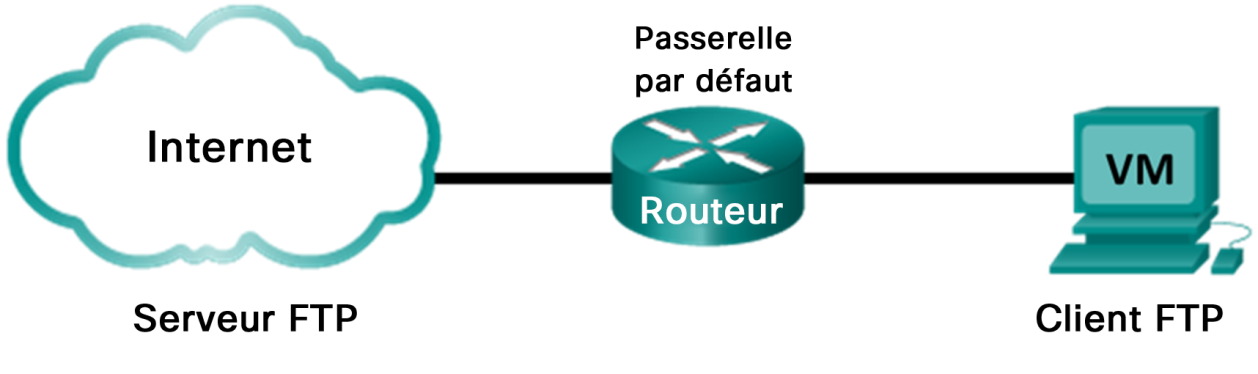 Passerelle
par défaut
Internet
Routeur
VM
Serveur FTP
Client FTP